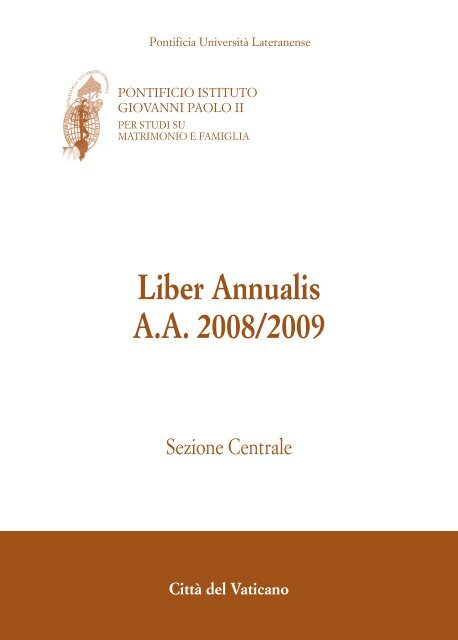 Pontificia Università Lateranense
PONTIFICIO ISTITUTO
GIOVANNI PAOLO II
PER STUDI SU
MATRIMONIO E FAMIGLIA
Liber Annualis
A.A. 2008/2009
Sezione Centrale
Città del Vaticano